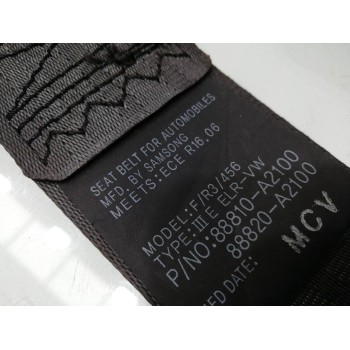 SEAT BELT FOR AUTOMOBILES
MFD. BY SAMSONG
MEETS: ECE R16.06
MODEL: F/R3/456
TYPE: III E ELR-VW
P/NO: 88810-A2100
88820-A2100
DATE:
MCV